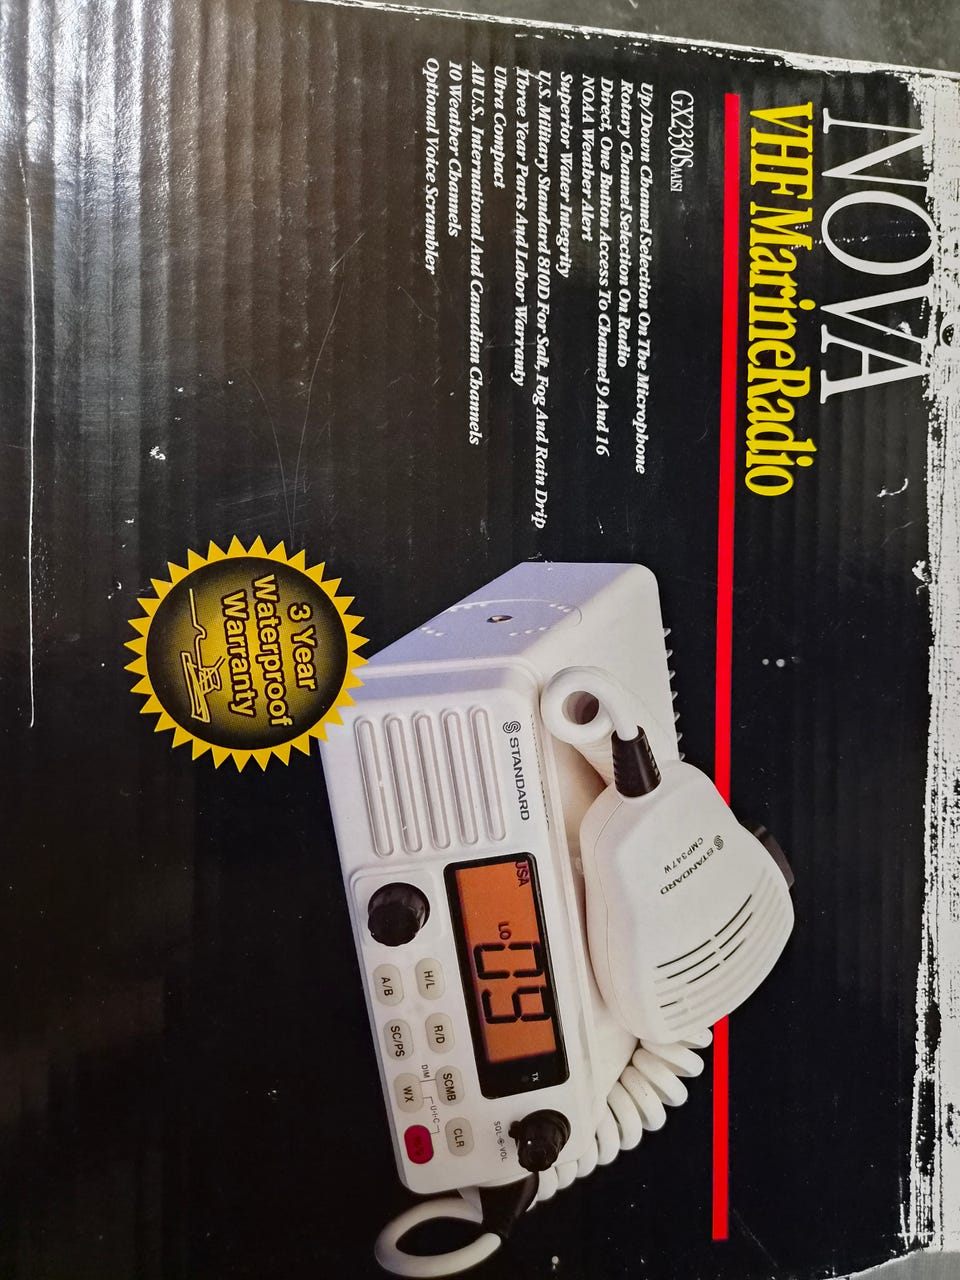 NOVA
VHF MarineRadio
GX2330SAAISI
Up/Down Channel Selection On The Microphone
Rotary Channel Selection On Radio
Direct, One Button Access To Channel 9 And 16
NOAA Weather Alert
Superior Water Integrity
U.S. Military Standard 810D For Salt, Fog And Rain Drip
Three Year Parts And Labor Warranty
Ultra Compact
All U.S., International And Canadian Channels
10 Weather Channels
Optional Voice Scrambler
3 Year
Waterproof
Warranty
STANDARD
CMP347W
STANDARD
USA
LO
09
TX
H/L
R/D
SCMB
CLR
A/B
SC/PS
WX
DIM
U-I-C
SQL VOL